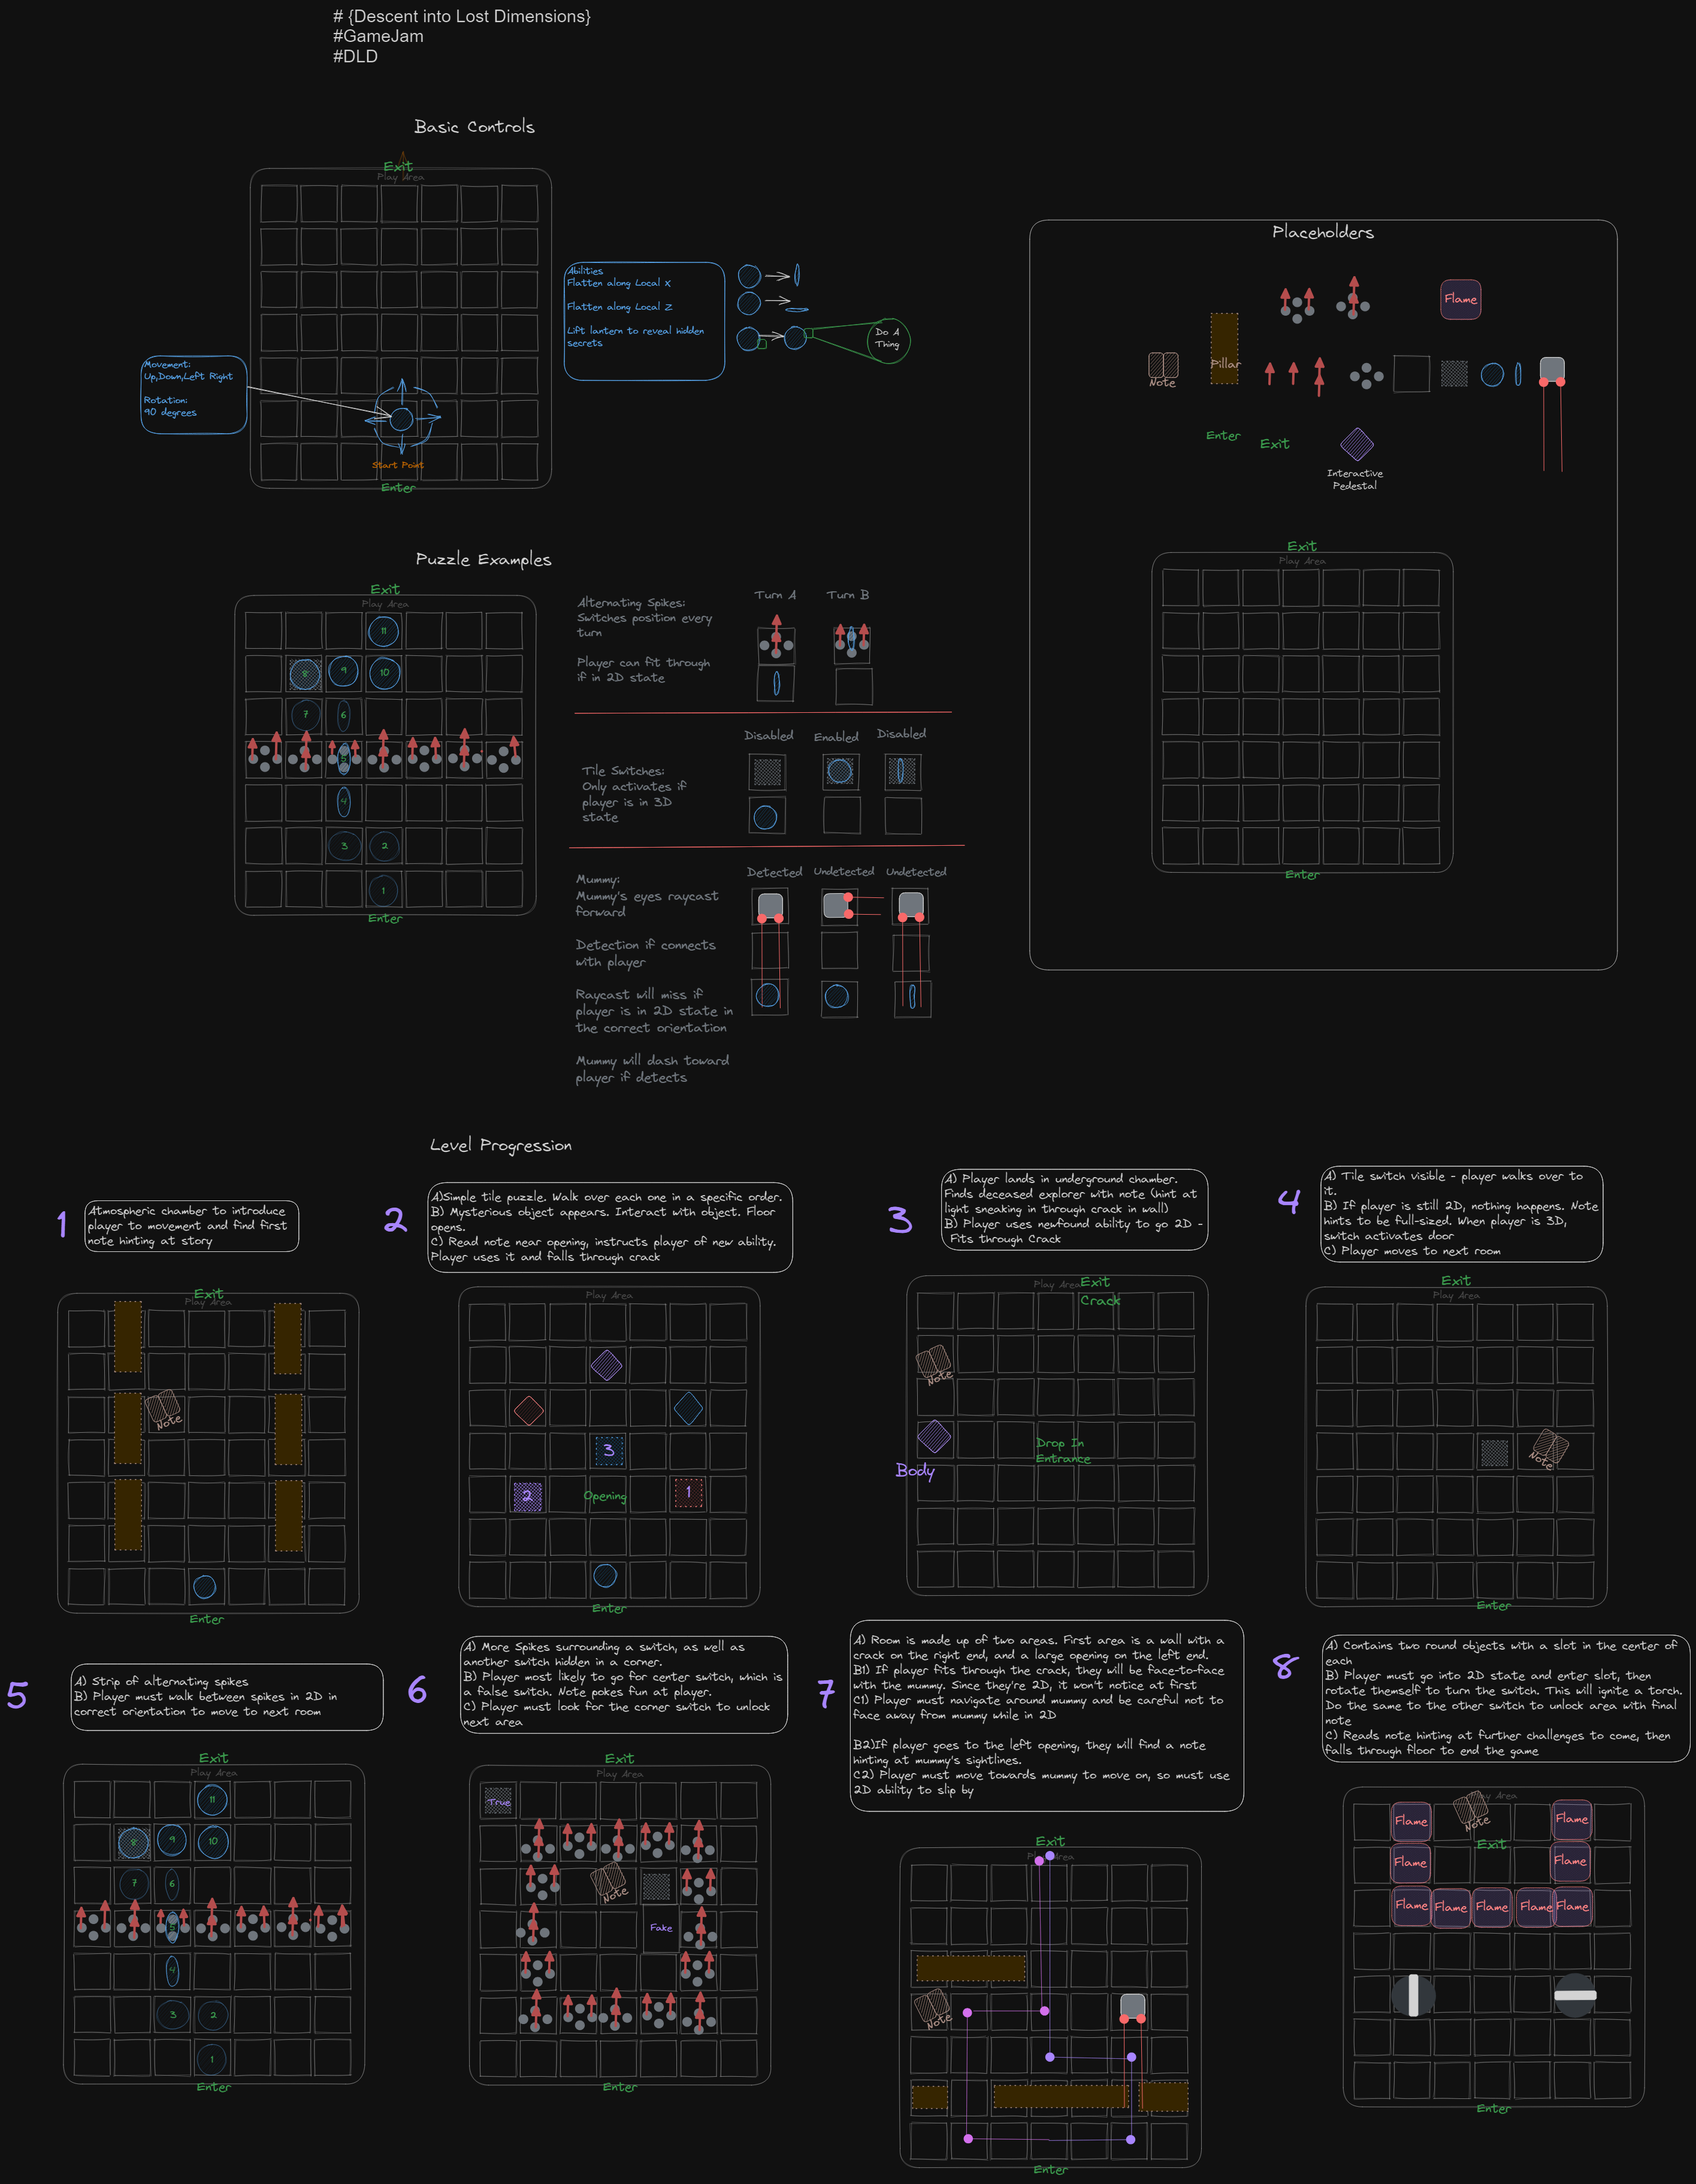 # {Descent into Lost Dimensions}
#GameJam
#DLD
Basic Controls
Exit
Play Area
Movement:
Up,Down,Left Right
Rotation:
90 degrees
Start Point
Enter
Abilities
Flatten along Local X
Flatten along Local Z
Lift lantern to reveal hidden
secrets
Do A
Thing
Placeholders
Flame
Pillar
Note
Enter
Exit
Interactive
Pedestal
Exit
Play Area
Enter
Puzzle Examples
Exit
Play Area
11
8
9
10
7
6
5
4
3
2
1
Enter
Alternating Spikes:
Switches position every
turn
Player can fit through
if in 2D state
Turn A
Turn B
Tile Switches:
Only activates if
player is in 3D
state
Disabled
Enabled
Disabled
Mummy:
Mummy's eyes raycast
forward
Detection if connects
with player
Raycast will miss if
player is in 2D state in
the correct orientation
Mummy will dash toward
player if detects
Detected
Undetected
Undetected
Level Progression
1
Atmospheric chamber to introduce
player to movement and find first
note hinting at story
Exit
Play Area
Note
Enter
2
A)Simple tile puzzle. Walk over each one in a specific order.
B) Mysterious object appears. Interact with object. Floor
opens.
C) Read note near opening, instructs player of new ability.
Player uses it and falls through crack
Play Area
3
2
Opening
1
Enter
3
A) Player lands in underground chamber.
Finds deceased explorer with note (hint at
light sneaking in through crack in wall)
B) Player uses newfound ability to go 2D -
Fits through Crack
Play Area
Exit
Crack
Note
Drop In
Entrance
Body
4
A) Tile switch visible - player walks over to
it.
B) If player is still 2D, nothing happens. Note
hints to be full-sized. When player is 3D,
switch activates door
C) Player moves to next room
Exit
Play Area
Note
Enter
5
A) Strip of alternating spikes
B) Player must walk between spikes in 2D in
correct orientation to move to next room
Exit
Play Area
11
8
9
10
7
6
5
4
3
2
1
Enter
6
A) More Spikes surrounding a switch, as well as
another switch hidden in a corner.
B) Player most likely to go for center switch, which is
a false switch. Note pokes fun at player.
C) Player must look for the corner switch to unlock
next area
Exit
Play Area
True
Note
Fake
Enter
7
A) Room is made up of two areas. First area is a wall with a
crack on the right end, and a large opening on the left end.
B1) If player fits through the crack, they will be face-to-face
with the mummy. Since they're 2D, it won't notice at first
C1) Player must navigate around mummy and be careful not to
face away from mummy while in 2D
B2)If player goes to the left opening, they will find a note
hinting at mummy's sightlines.
C2) Player must move towards mummy to move on, so must use
2D ability to slip by
Exit
Play Area
Note
Enter
8
A) Contains two round objects with a slot in the center of
each
B) Player must go into 2D state and enter slot, then
rotate themself to turn the switch. This will ignite a torch.
Do the same to the other switch to unlock area with final
note
C) Reads note hinting at further challenges to come, then
falls through floor to end the game
Play Area
Flame
Note
Flame
Exit
Flame
Flame
Flame
Flame
Flame
Flame
Flame
Enter